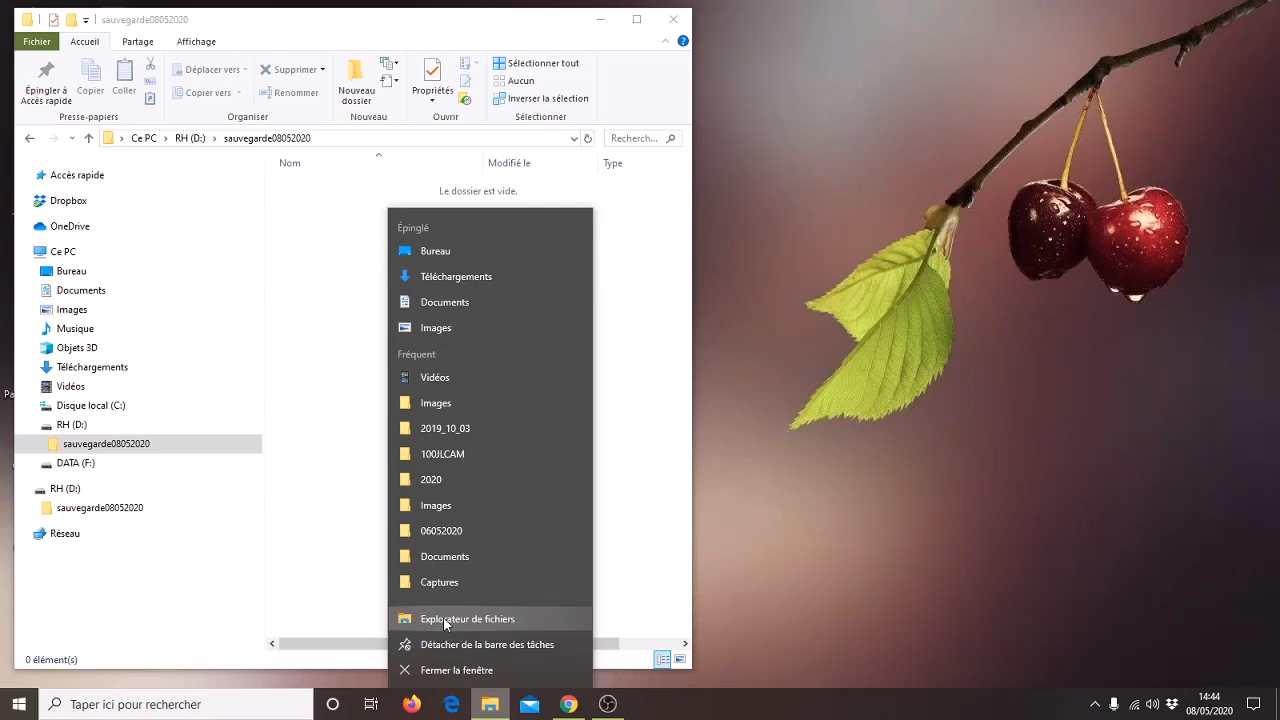 sauvegarde08052020
Fichier Accueil Partage Affichage
Épingler à Accès rapide
Copier
Coller
Presse-papiers
Déplacer vers
Copier vers
Supprimer
Renommer
Organiser
Nouveau dossier
Nouveau
Propriétés
Ouvrir
Sélectionner tout
Aucun
Inverser la sélection
Sélectionner
Ce PC > RH (D:) > sauvegarde08052020
Recherch...
Nom Modifié le Type
Le dossier est vide.
Accès rapide
Dropbox
OneDrive
Ce PC
Bureau
Documents
Images
Musique
Objets 3D
Téléchargements
Vidéos
Disque local (C:)
RH (D:)
sauvegarde08052020
DATA (F:)
RH (D:)
sauvegarde08052020
Réseau
0 élément(s)
Épinglé
Bureau
Téléchargements
Documents
Images
Fréquent
Vidéos
Images
2019_10_03
100JLCAM
2020
Images
06052020
Documents
Captures
Explorateur de fichiers
Détacher de la barre des tâches
Fermer la fenêtre
Pa
Taper ici pour rechercher
14:44
08/05/2020